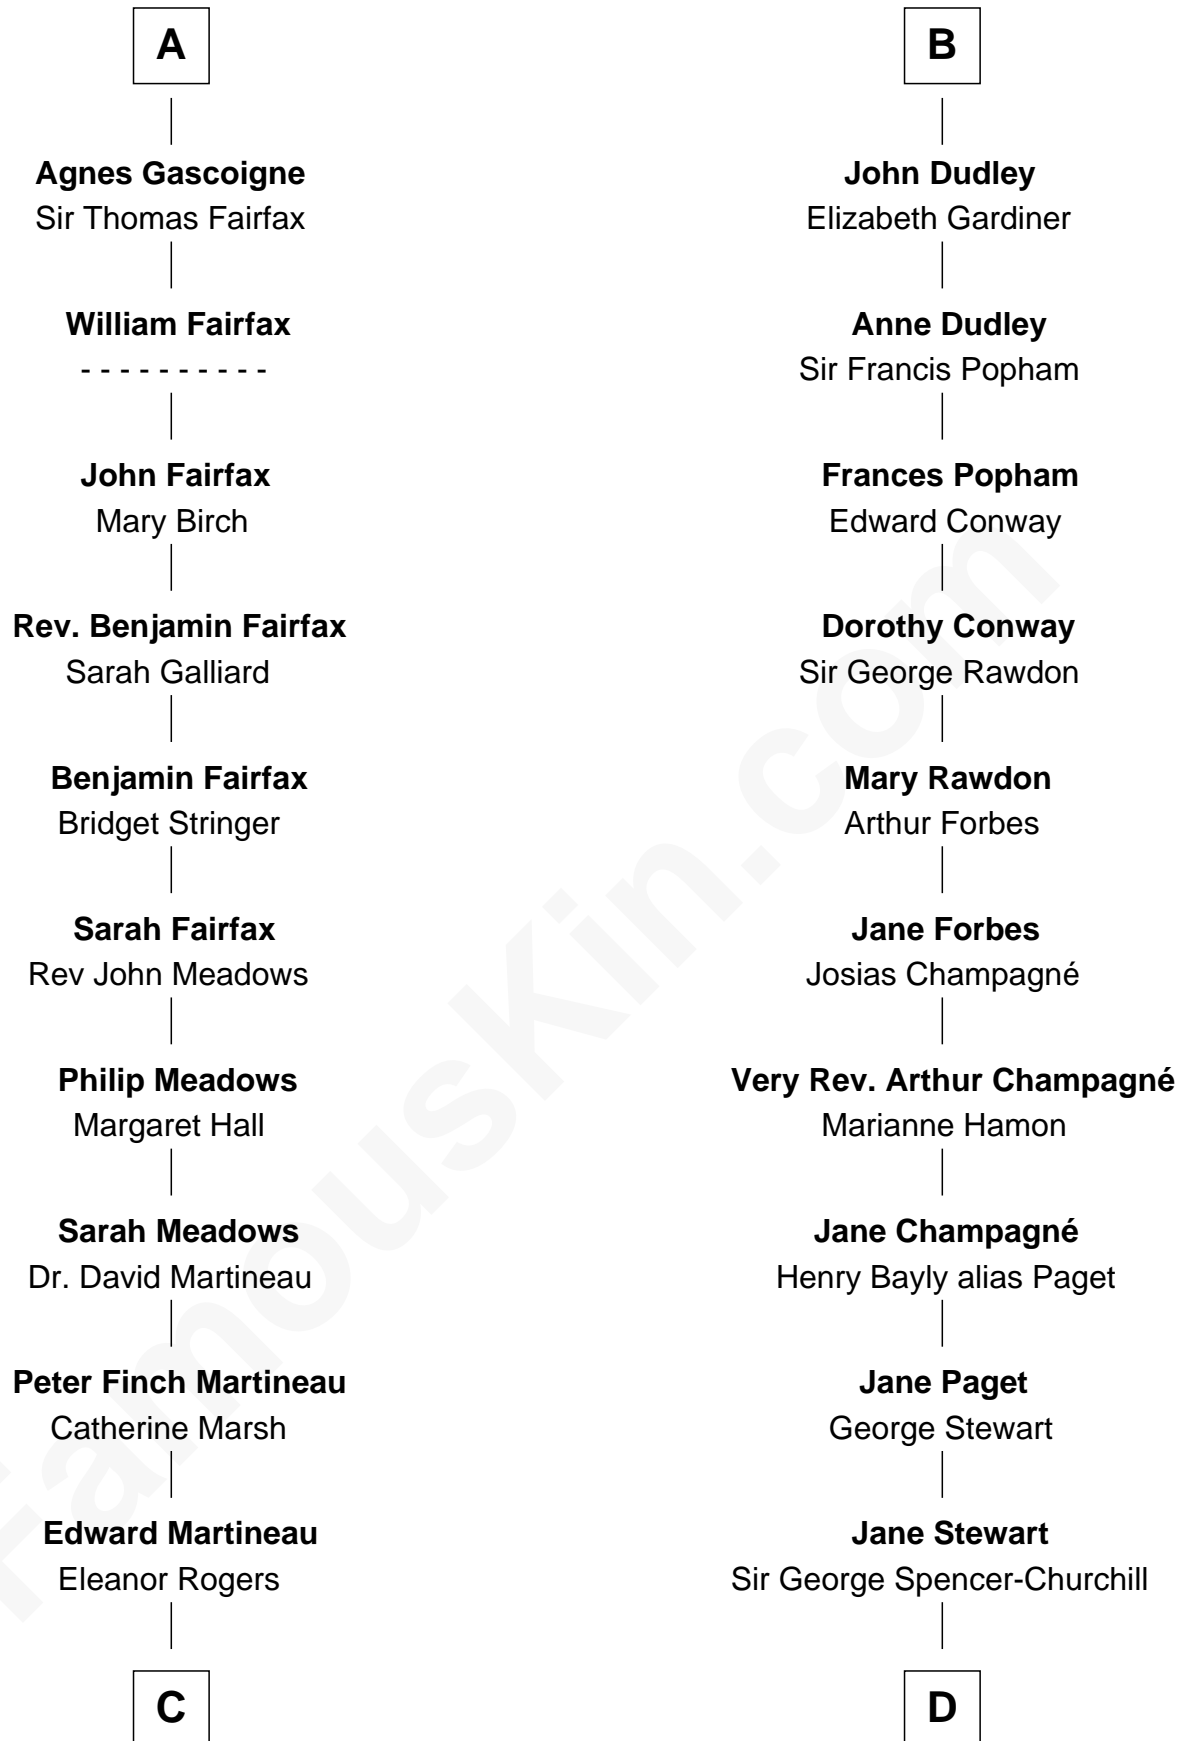 A
Agnes Gascoigne
Sir Thomas Fairfax
William Fairfax
- - - - - - - - - -
John Fairfax
Mary Birch
Rev. Benjamin Fairfax
Sarah Galliard
Benjamin Fairfax
Bridget Stringer
Sarah Fairfax
Rev John Meadows
Philip Meadows
Margaret Hall
Sarah Meadows
Dr. David Martineau
Peter Finch Martineau
Catherine Marsh
Edward Martineau
Eleanor Rogers
C
B
John Dudley
Elizabeth Gardiner
Anne Dudley
Sir Francis Popham
Frances Popham
Edward Conway
Dorothy Conway
Sir George Rawdon
Mary Rawdon
Arthur Forbes
Jane Forbes
Josias Champagné
Very Rev. Arthur Champagné
Marianne Hamon
Jane Champagné
Henry Bayly alias Paget
Jane Paget
George Stewart
Jane Stewart
Sir George Spencer-Churchill
D
FamousKin.com